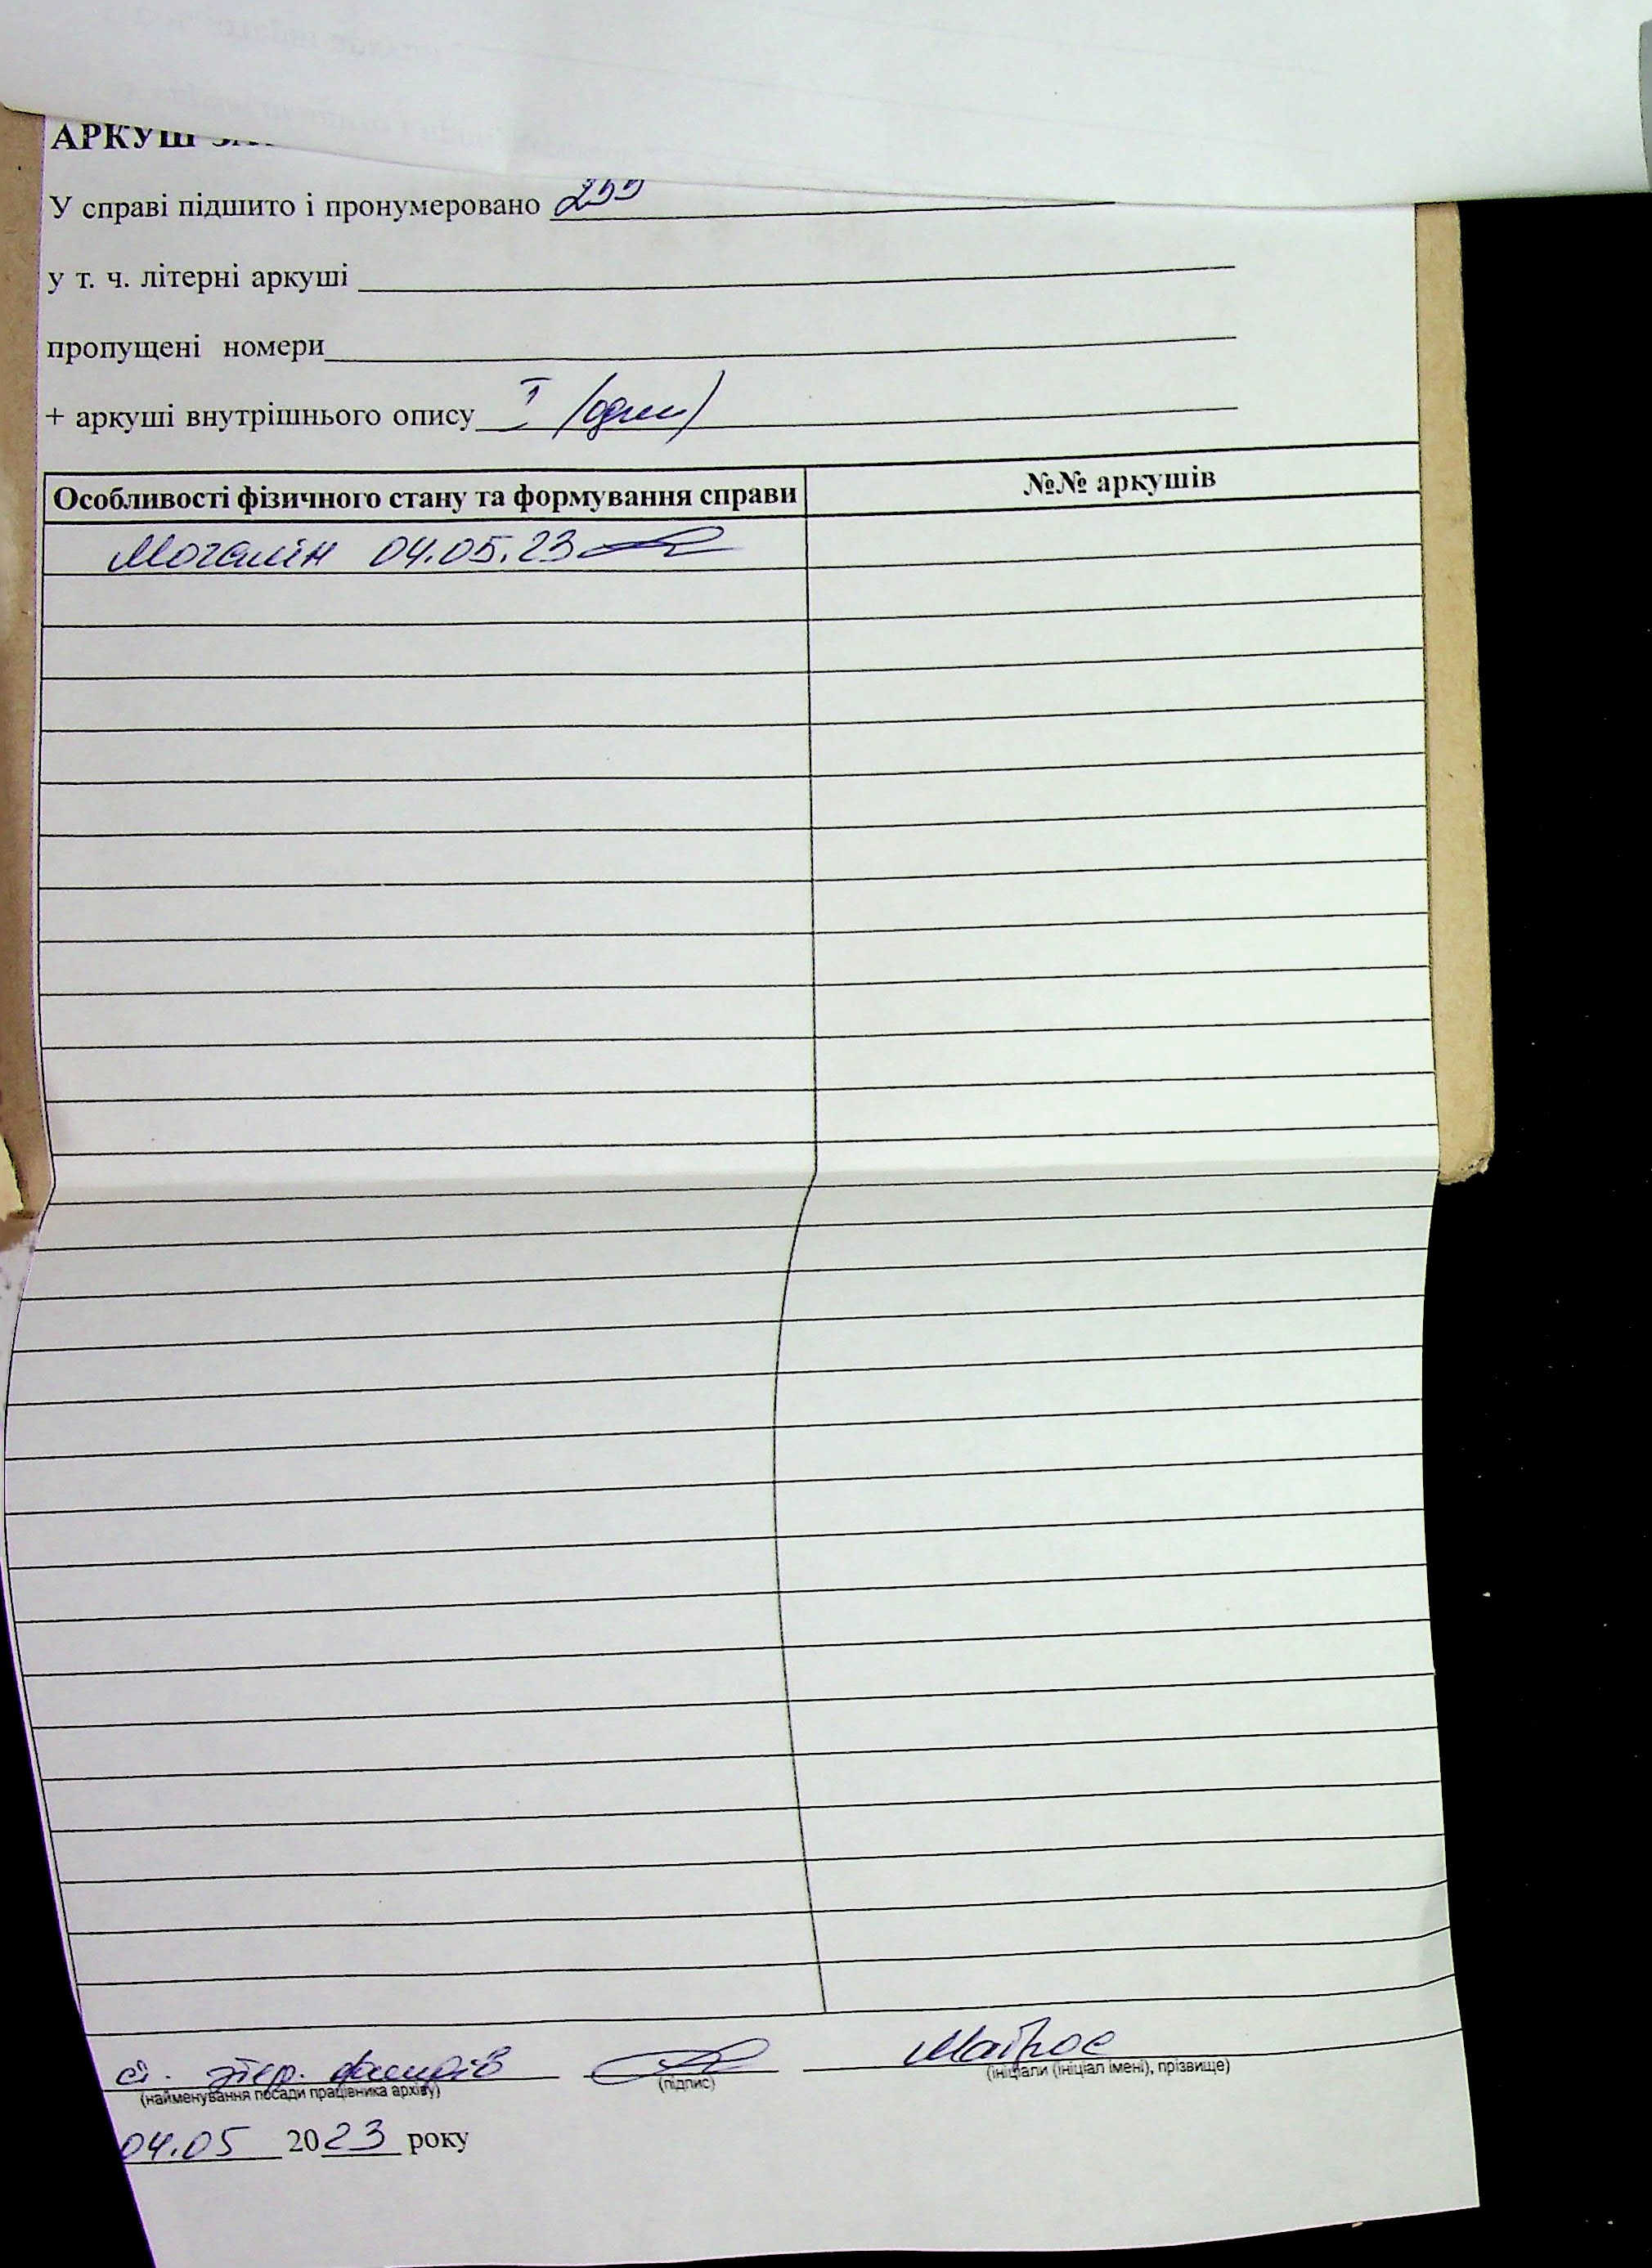 АРКУШ ЗА
У справі підшито і пронумеровано 255
у т. ч. літерні аркуші
пропущені номери
+ аркуші внутрішнього опису 1 (один)
Особливості фізичного стану та формування справи №№ аркушів
04.05.23
ст. збер. фондів Матрос
(найменування посади працівника архіву) (підпис) (ініціали (ініціал імені), прізвище)
04.05 2023 року